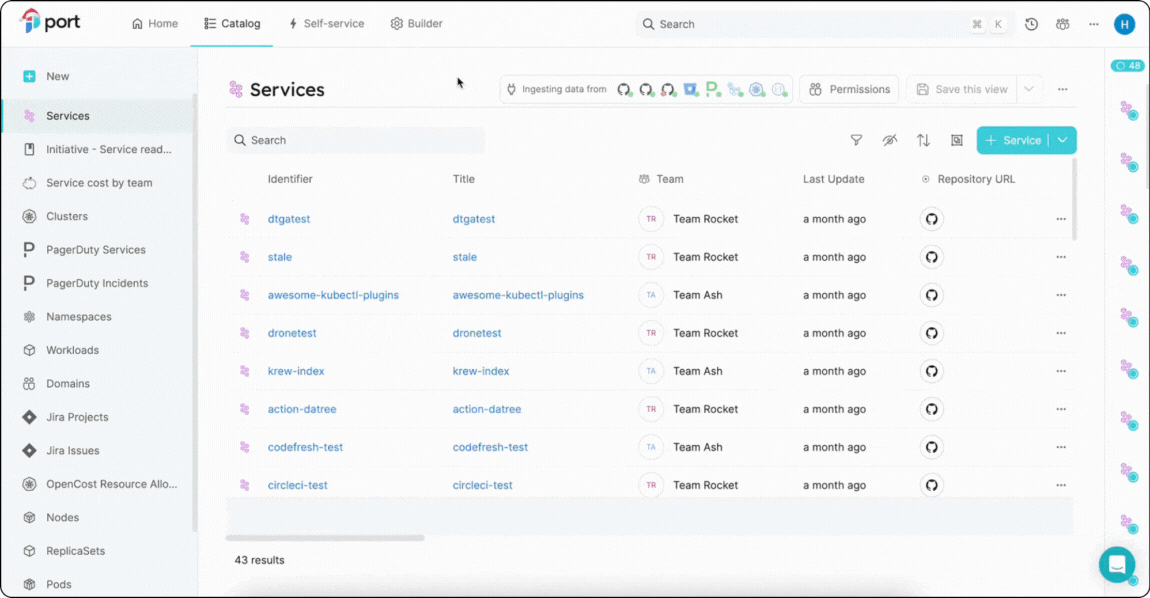 port
Home
Catalog
Self-service
Builder
Search
⌘ K
H
New
Services
Initiative - Service read...
Service cost by team
Clusters
PagerDuty Services
PagerDuty Incidents
Namespaces
Workloads
Domains
Jira Projects
Jira Issues
OpenCost Resource Allo...
Nodes
ReplicaSets
Pods
Services
Ingesting data from
Permissions
Save this view
Search
+ Service
Identifier Title Team Last Update Repository URL
dtgatest dtgatest TR Team Rocket a month ago
stale stale TR Team Rocket a month ago
awesome-kubectl-plugins awesome-kubectl-plugins TA Team Ash a month ago
dronetest dronetest TR Team Rocket a month ago
krew-index krew-index TA Team Ash a month ago
action-datree action-datree TR Team Rocket a month ago
codefresh-test codefresh-test TA Team Ash a month ago
circleci-test circleci-test TR Team Rocket a month ago
43 results
48